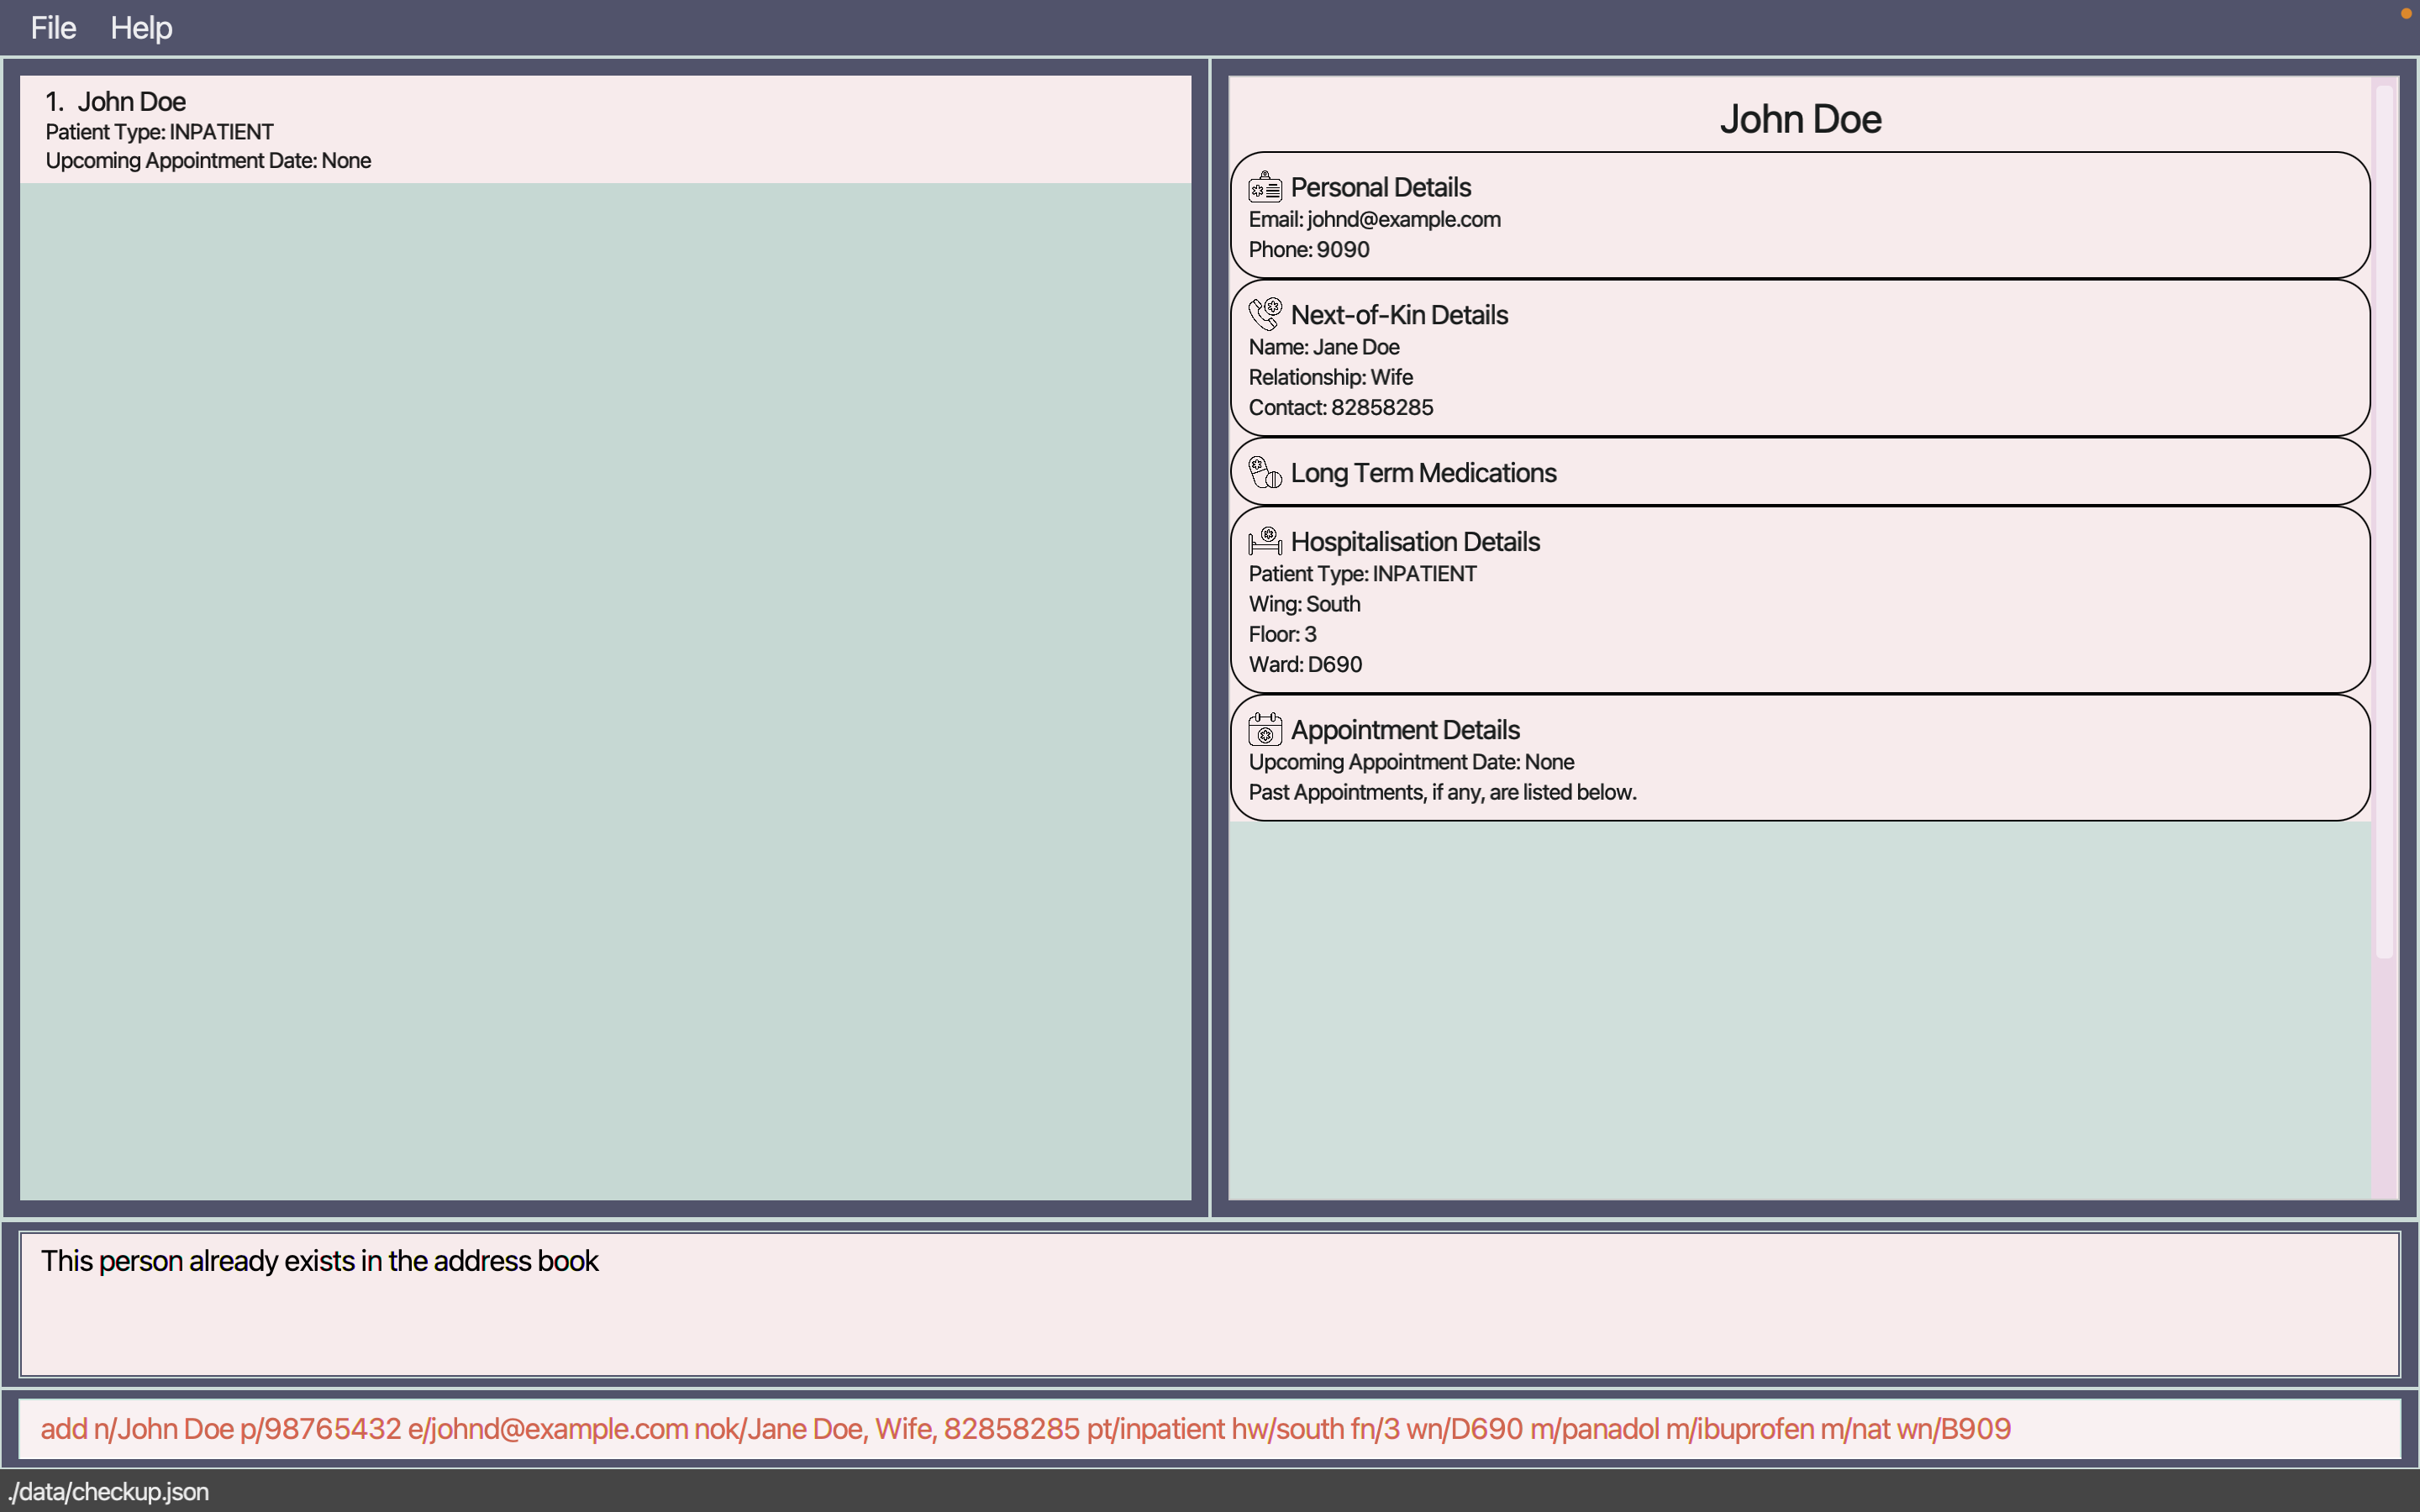 File Help
1. John Doe
Patient Type: INPATIENT
Upcoming Appointment Date: None
John Doe
Personal Details
Email: johnd@example.com
Phone: 9090
Next-of-Kin Details
Name: Jane Doe
Relationship: Wife
Contact: 82858285
Long Term Medications
Hospitalisation Details
Patient Type: INPATIENT
Wing: South
Floor: 3
Ward: D690
Appointment Details
Upcoming Appointment Date: None
Past Appointments, if any, are listed below.
This person already exists in the address book
add n/John Doe p/98765432 e/johnd@example.com nok/Jane Doe, Wife, 82858285 pt/inpatient hw/south fn/3 wn/D690 m/panadol m/ibuprofen m/nat wn/B909
./data/checkup.json